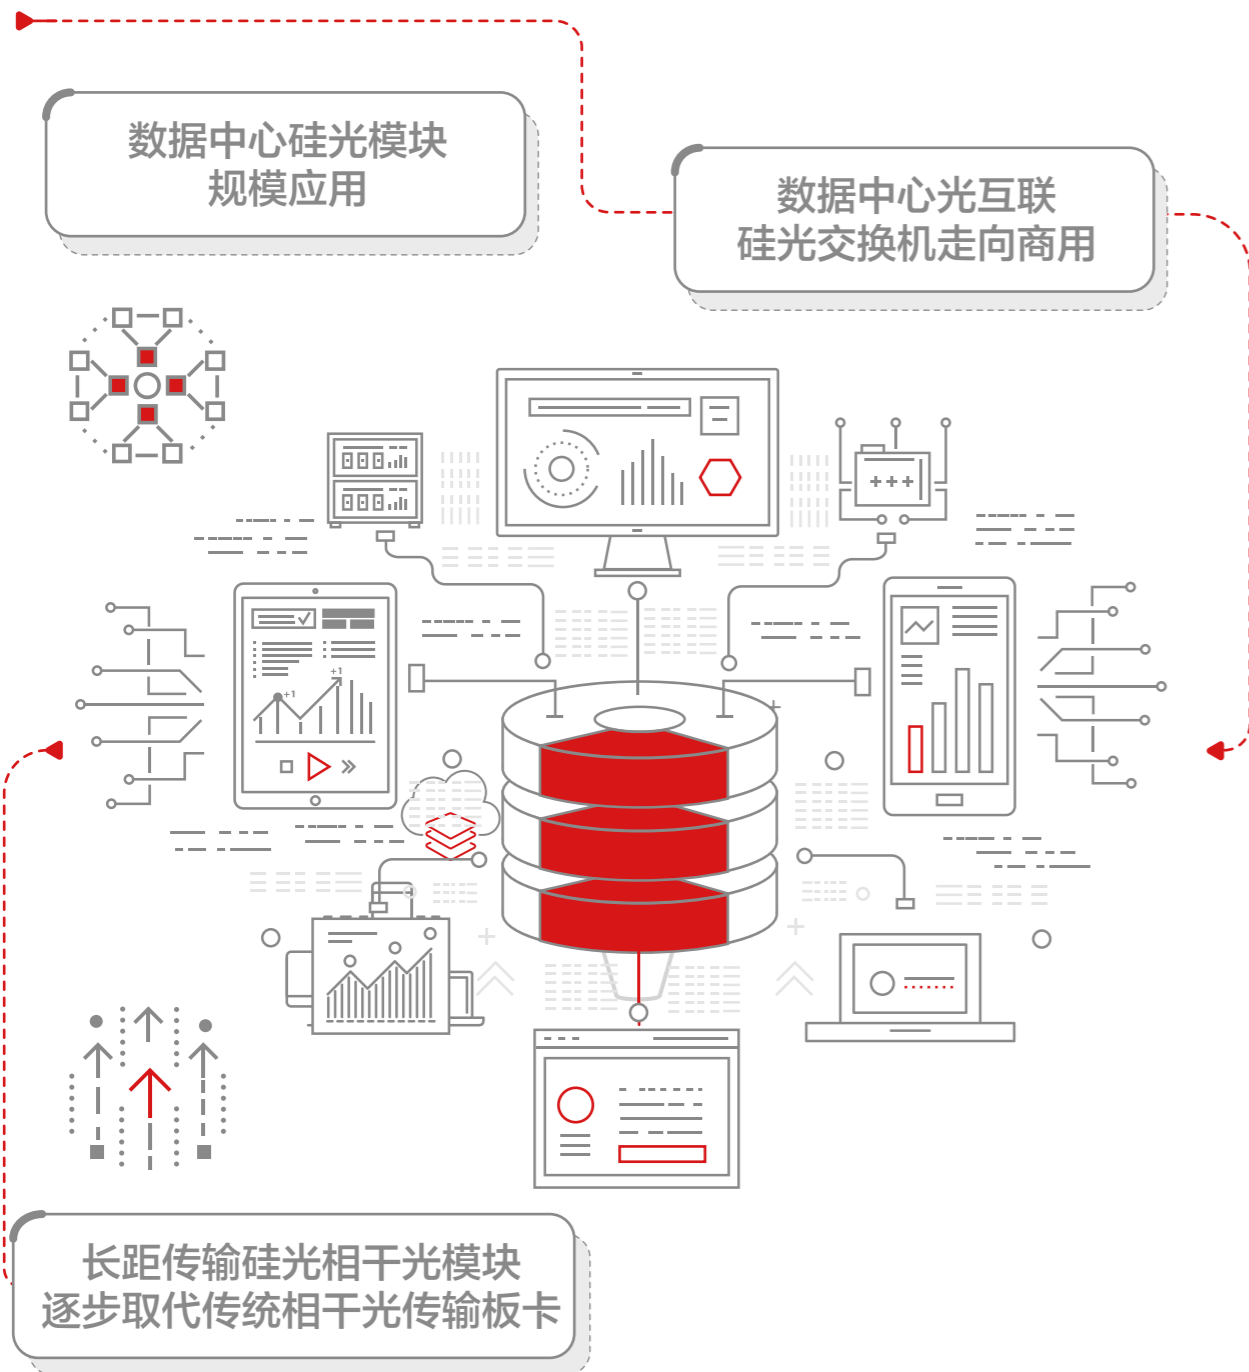 数据中心硅光模块
规模应用
数据中心光互联
硅光交换机走向商用
+1
+1
长距传输硅光相干光模块
逐步取代传统相干光传输板卡